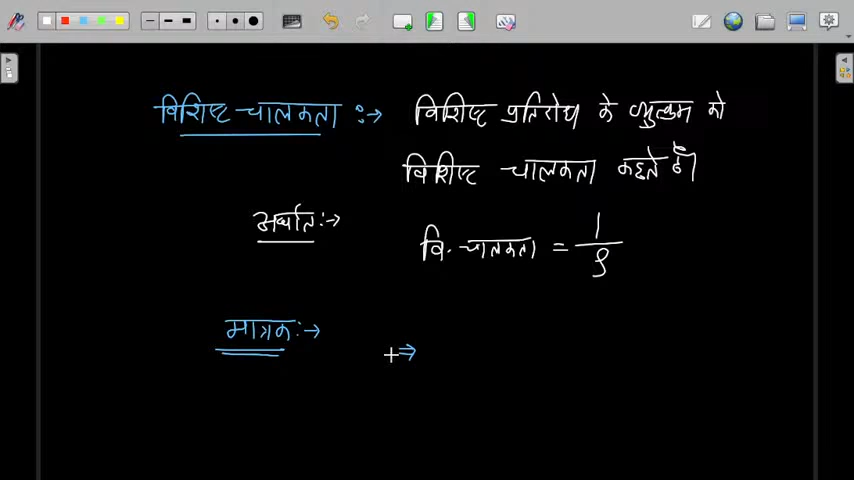 विशिष्ट चालकता :→ विशिष्ट प्रतिरोध के व्युत्क्रम को
विशिष्ट चालकता कहते हैं।
अर्थात :→
वि. चालकता = 1/ρ
मात्रक :→
⇒